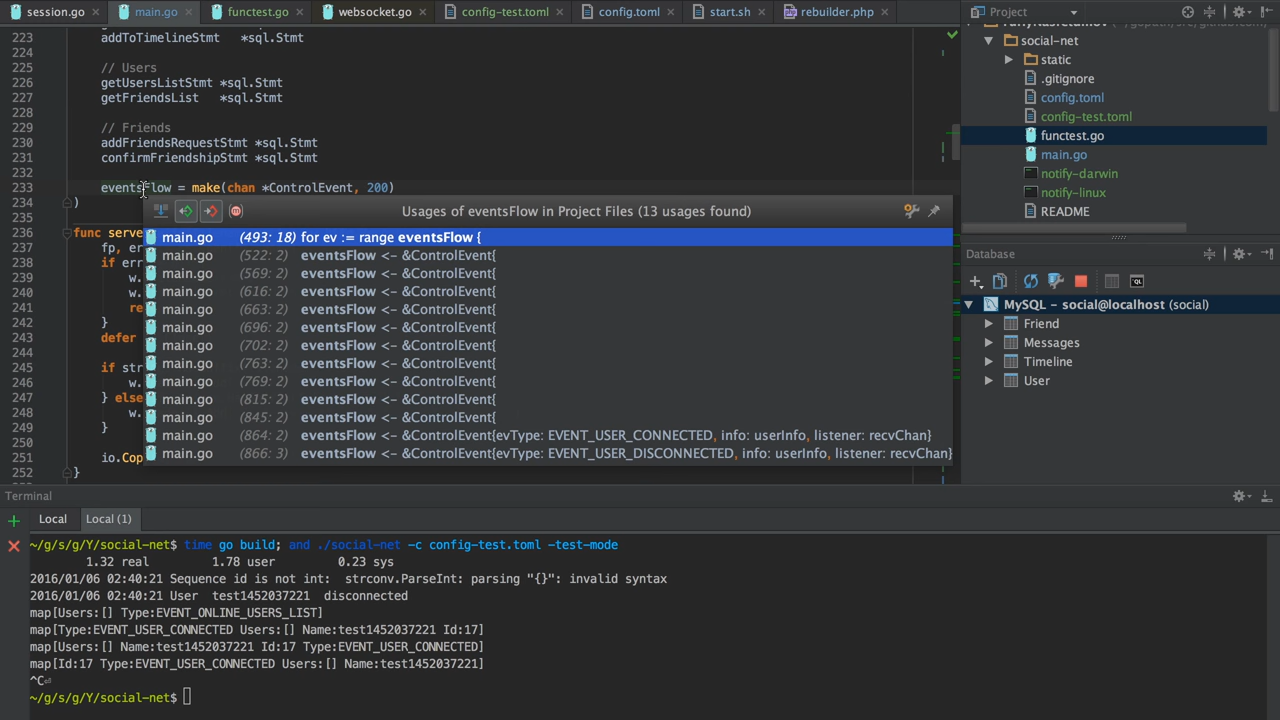 session.go main.go functest.go websocket.go config-test.toml config.toml start.sh rebuilder.php
223 addToTimelineStmt *sql.Stmt
224
225 // Users
226 getUsersListStmt *sql.Stmt
227 getFriendsList *sql.Stmt
228
229 // Friends
230 addFriendsRequestStmt *sql.Stmt
231 confirmFriendshipStmt *sql.Stmt
232
233 eventsFlow = make(chan *ControlEvent, 200)
234 )
235
236 func serve
237 fp, er
238 if err
239 w.
240 w.
241 re
242 }
243 defer
244
245 if str
246 w.
247 } else
248 w.
249 }
250
251 io.Cop
252 }
Usages of eventsFlow in Project Files (13 usages found)
main.go (493: 18) for ev := range eventsFlow {
main.go (522: 2) eventsFlow <- &ControlEvent{
main.go (569: 2) eventsFlow <- &ControlEvent{
main.go (616: 2) eventsFlow <- &ControlEvent{
main.go (663: 2) eventsFlow <- &ControlEvent{
main.go (696: 2) eventsFlow <- &ControlEvent{
main.go (702: 2) eventsFlow <- &ControlEvent{
main.go (763: 2) eventsFlow <- &ControlEvent{
main.go (769: 2) eventsFlow <- &ControlEvent{
main.go (815: 2) eventsFlow <- &ControlEvent{
main.go (845: 2) eventsFlow <- &ControlEvent{
main.go (864: 2) eventsFlow <- &ControlEvent{evType: EVENT_USER_CONNECTED, info: userInfo, listener: recvChan}
main.go (866: 3) eventsFlow <- &ControlEvent{evType: EVENT_USER_DISCONNECTED, info: userInfo, listener: recvChan}
Project
social-net
static
.gitignore
config.toml
config-test.toml
functest.go
main.go
notify-darwin
notify-linux
README
Database
QL
MySQL - social@localhost (social)
Friend
Messages
Timeline
User
Terminal
Local Local (1)
~/g/s/g/Y/social-net$ time go build; and ./social-net -c config-test.toml -test-mode
1.32 real 1.78 user 0.23 sys
2016/01/06 02:40:21 Sequence id is not int: strconv.ParseInt: parsing "{}": invalid syntax
2016/01/06 02:40:21 User test1452037221 disconnected
map[Users:[] Type:EVENT_ONLINE_USERS_LIST]
map[Type:EVENT_USER_CONNECTED Users:[] Name:test1452037221 Id:17]
map[Users:[] Name:test1452037221 Id:17 Type:EVENT_USER_CONNECTED]
map[Id:17 Type:EVENT_USER_CONNECTED Users:[] Name:test1452037221]
^C⏎
~/g/s/g/Y/social-net$